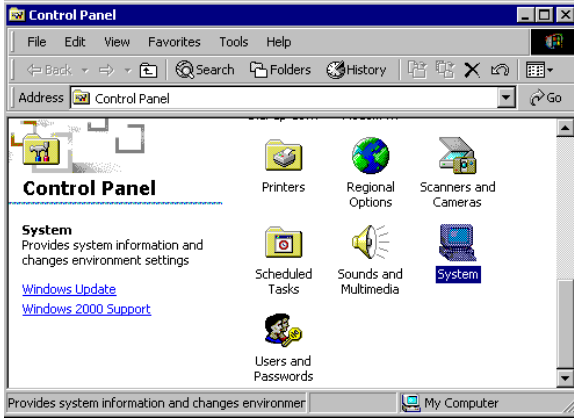 Control Panel
File Edit View Favorites Tools Help
Back Search Folders History
Address Control Panel Go
Control Panel
Printers
Regional
Options
Scanners and
Cameras
System
Provides system information and
changes environment settings
Windows Update
Windows 2000 Support
Scheduled
Tasks
Sounds and
Multimedia
System
Users and
Passwords
Provides system information and changes environmer
My Computer